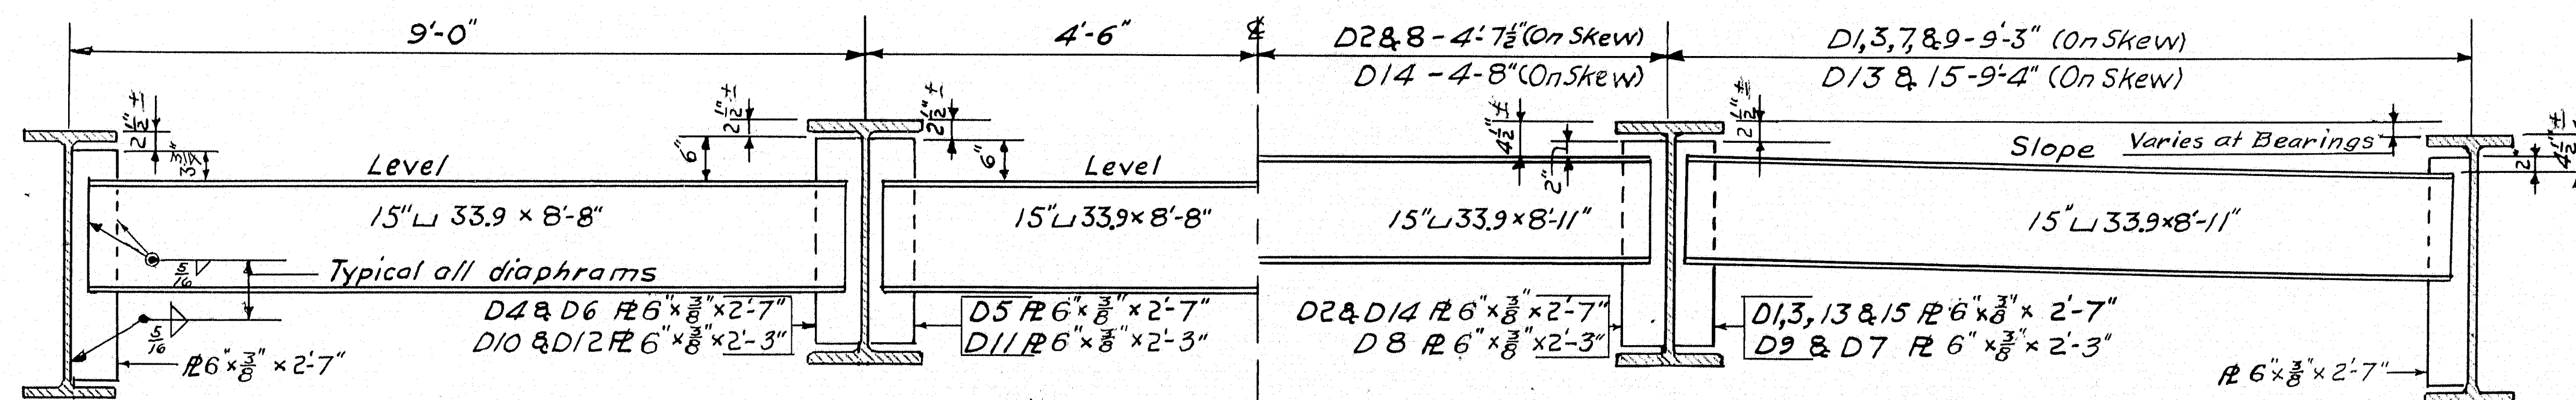 9'-0"
4'-6"
℄
D2&8 - 4'-7½"(On Skew)
D14 - 4-8"(On Skew)
D1,3,7,&9 - 9'-3" (On Skew)
D13 & 15 - 9'-4" (On Skew)
2½"±
3¾"
Level
6"
2½"±
2½"±
6"
Level
4½"±
2"
2½"±
Slope
Varies at Bearings
2
4½"±
15"⊔ 33.9 × 8'-8"
15"⊔ 33.9×8'-8"
15"⊔ 33.9×8'-11"
15"⊔ 33.9×8'-11"
5/16
Typical all diaphrams
5/16
℄6"×3/8"×2'-7"
D4 & D6 ℄6"×3/8"×2'-7"
D10 & D12 ℄6"×3/8"×2'-3"
D5 ℄6"×3/8"×2'-7"
D11 ℄6"×3/8"×2'-3"
D2 & D14 ℄6"×3/8"×2'-7"
D8 ℄6"×3/8"×2'-3"
D1,3,13 & 15 ℄6"×3/8"× 2'-7"
D9 & D7 ℄6"×3/8"× 2'-3"
℄6"×3/8"×2'-7"